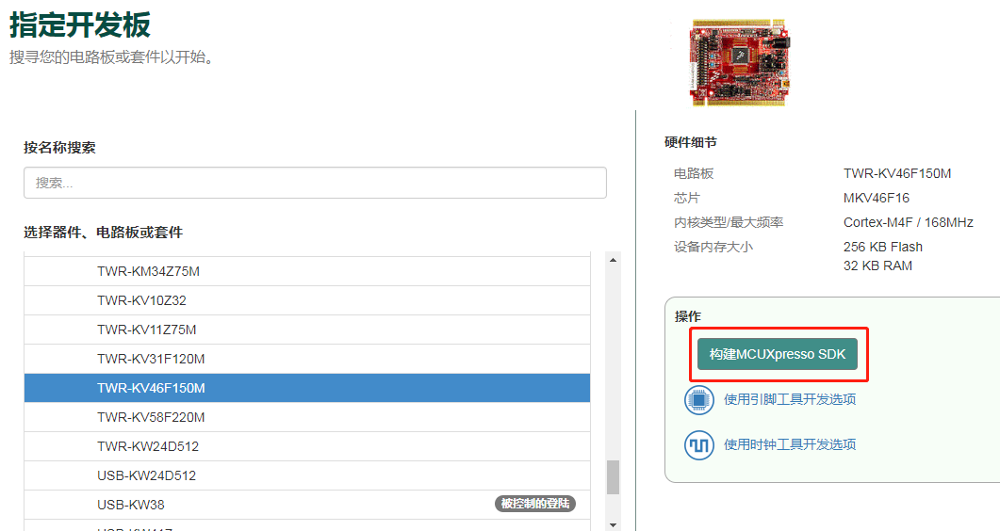 指定开发板
搜寻您的电路板或套件以开始。
按名称搜索
搜索...
选择器件、电路板或套件
TWR-KM34Z75M
TWR-KV10Z32
TWR-KV11Z75M
TWR-KV31F120M
TWR-KV46F150M
TWR-KV58F220M
TWR-KW24D512
USB-KW24D512
USB-KW38 被控制的登陆
硬件细节
电路板 TWR-KV46F150M
芯片 MKV46F16
内核类型/最大频率 Cortex-M4F / 168MHz
设备内存大小 256 KB Flash
32 KB RAM
操作
构建MCUXpresso SDK
使用引脚工具开发选项
使用时钟工具开发选项